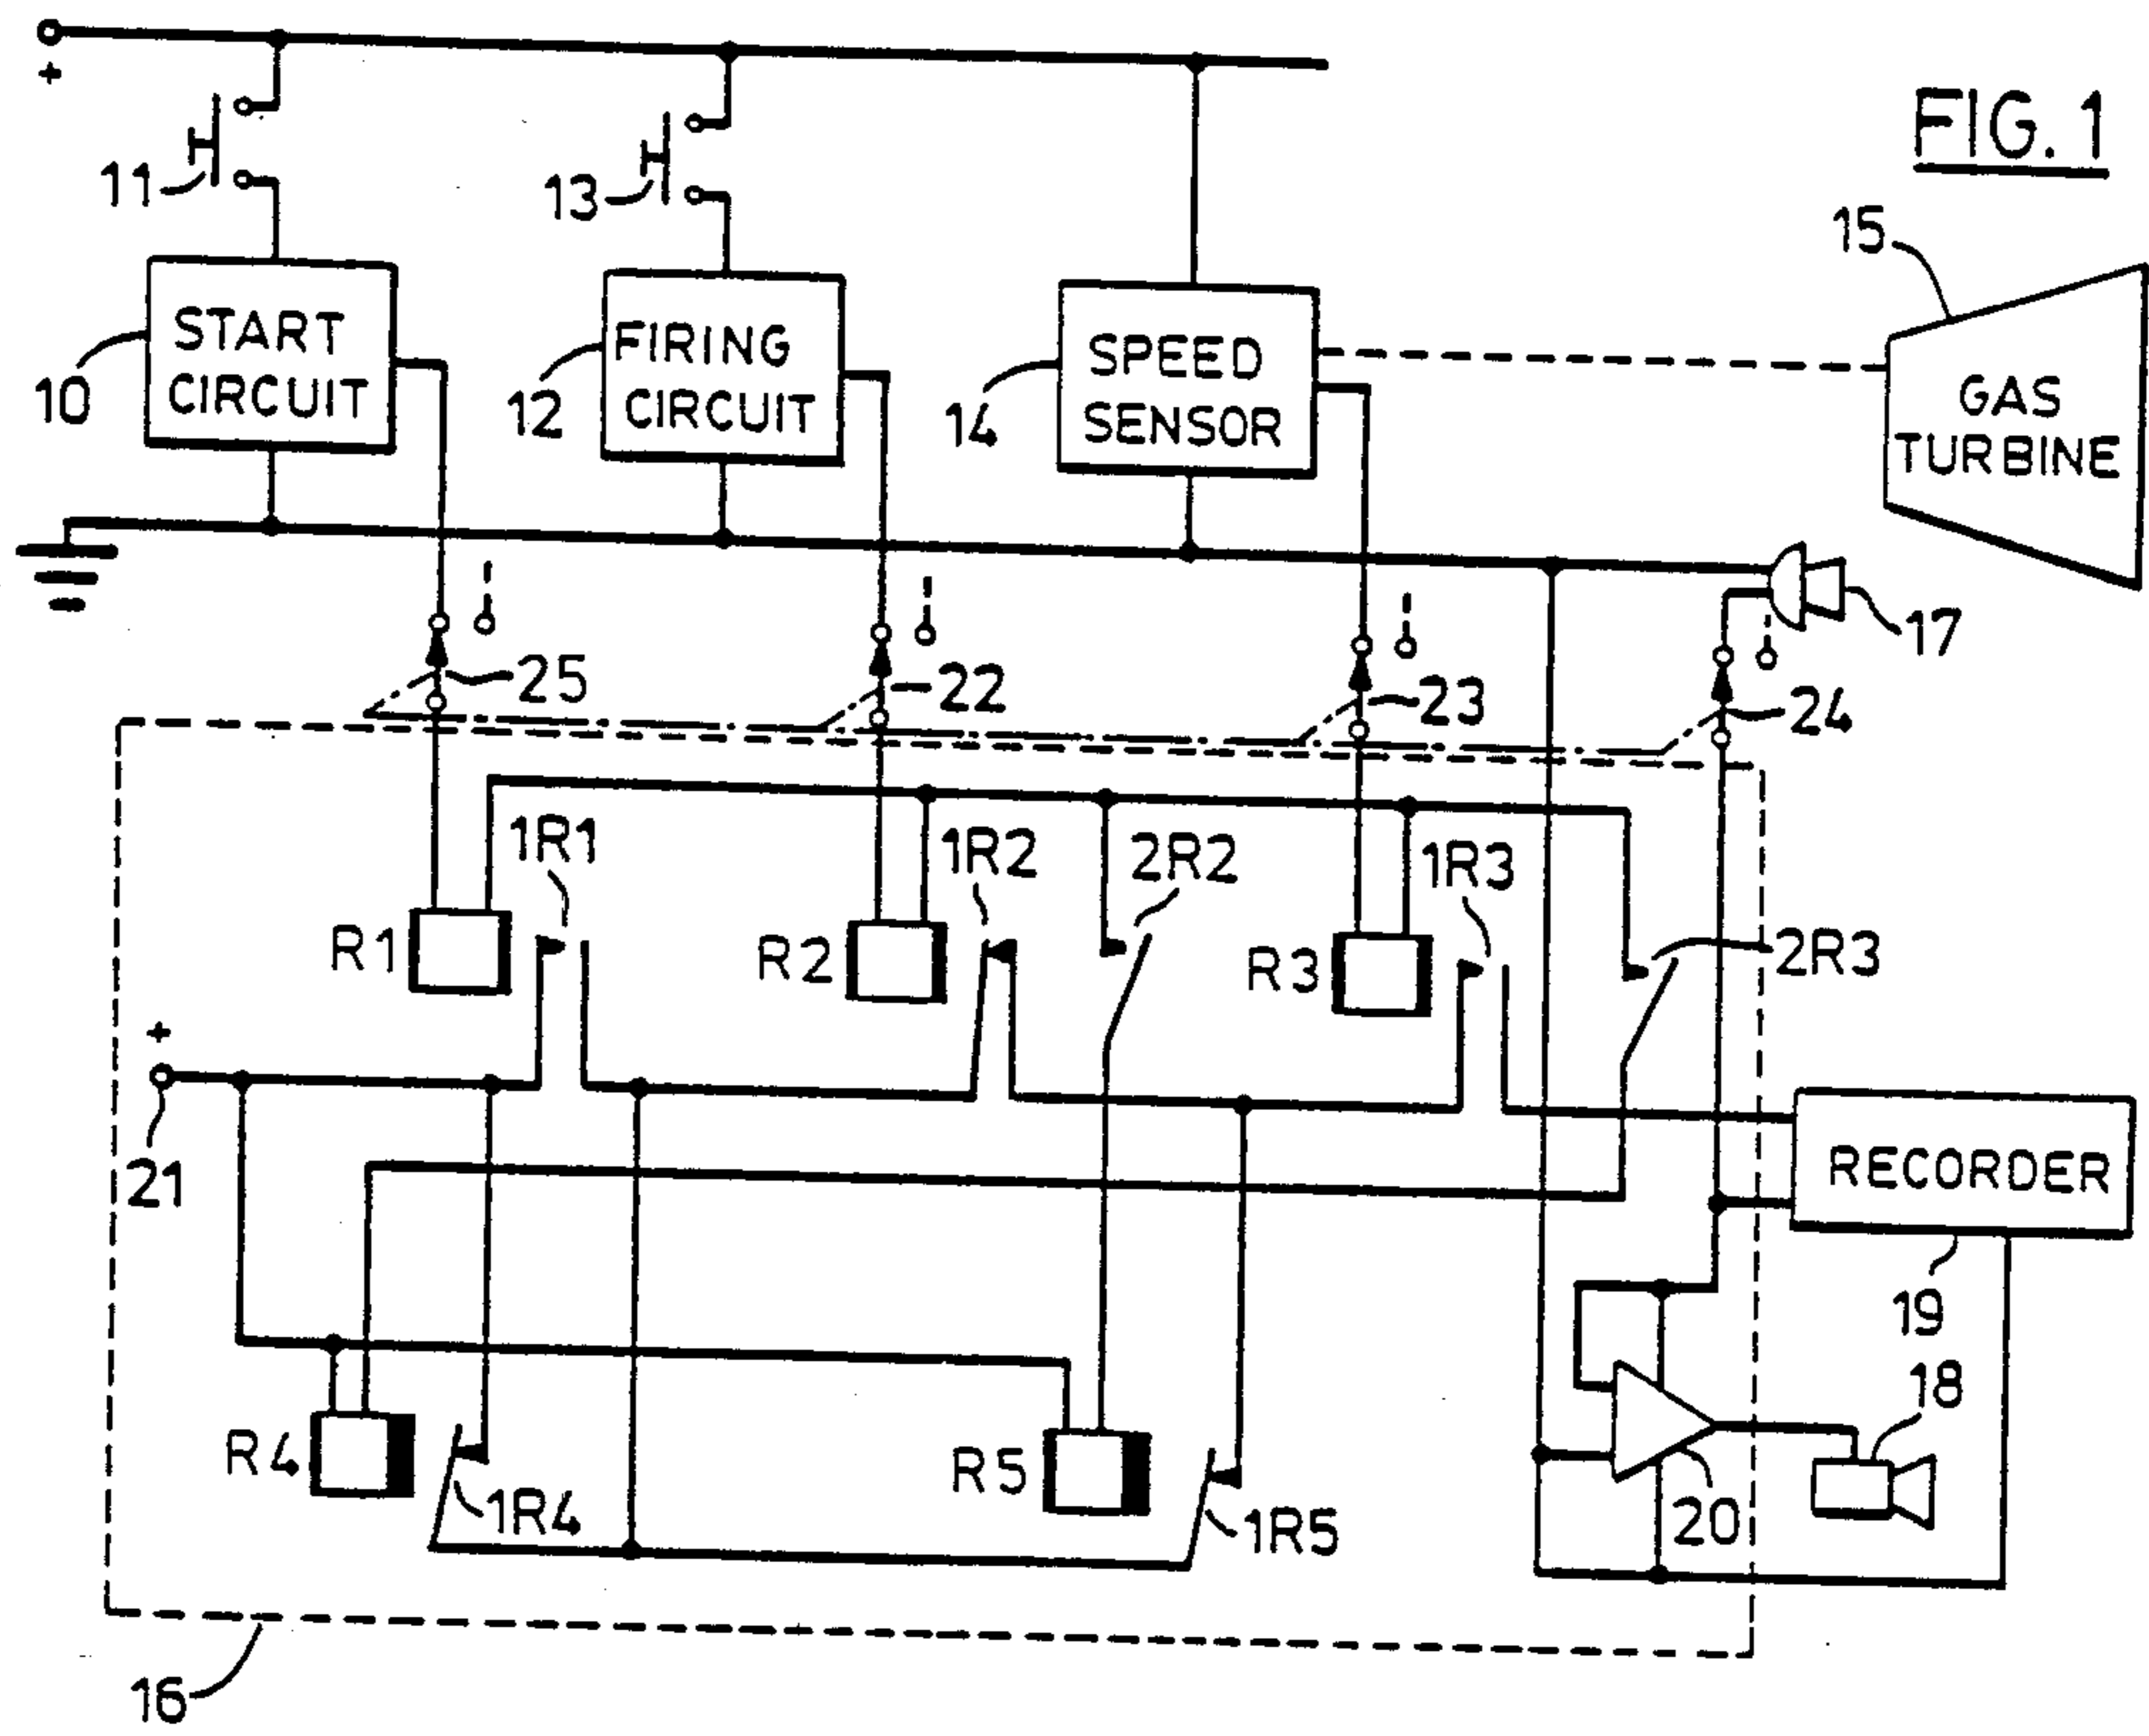 +
FIG. 1
11
13
15
START
CIRCUIT
10
FIRING
CIRCUIT
12
SPEED
SENSOR
14
GAS
TURBINE
17
25
22
23
24
1R1
1R2
2R2
1R3
R1
R2
R3
2R3
+
21
RECORDER
19
18
R4
1R4
R5
1R5
20
16